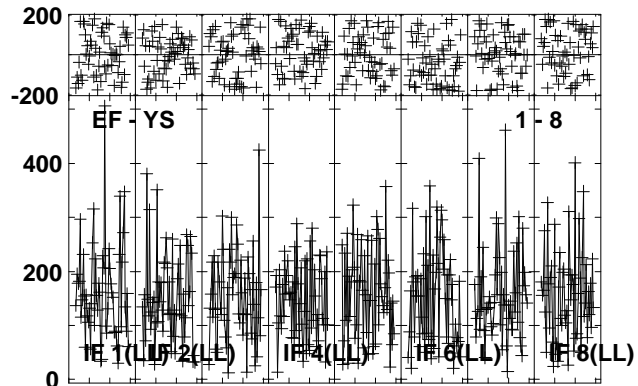 200
-200
EF - YS 1 - 8
400
200
0
IF 1(LL) IF 2(LL) IF 4(LL) IF 6(LL) IF 8(LL)